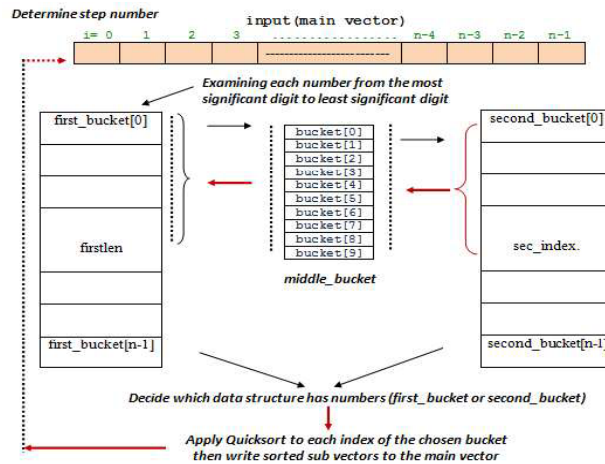 Determine step number
input(main vector)
i= 0 1 2 3 ................ n-4 n-3 n-2 n-1
Examining each number from the most
significant digit to least significant digit
first_bucket[0]
second_bucket[0]
bucket[0]
bucket[1]
bucket[2]
bucket[3]
bucket[4]
bucket[5]
bucket[6]
bucket[7]
bucket[8]
bucket[9]
firstlen
sec_index.
middle_bucket
first_bucket[n-1]
second_bucket[n-1]
Decide which data structure has numbers (first_bucket or second_bucket)
Apply Quicksort to each index of the chosen bucket
then write sorted sub vectors to the main vector